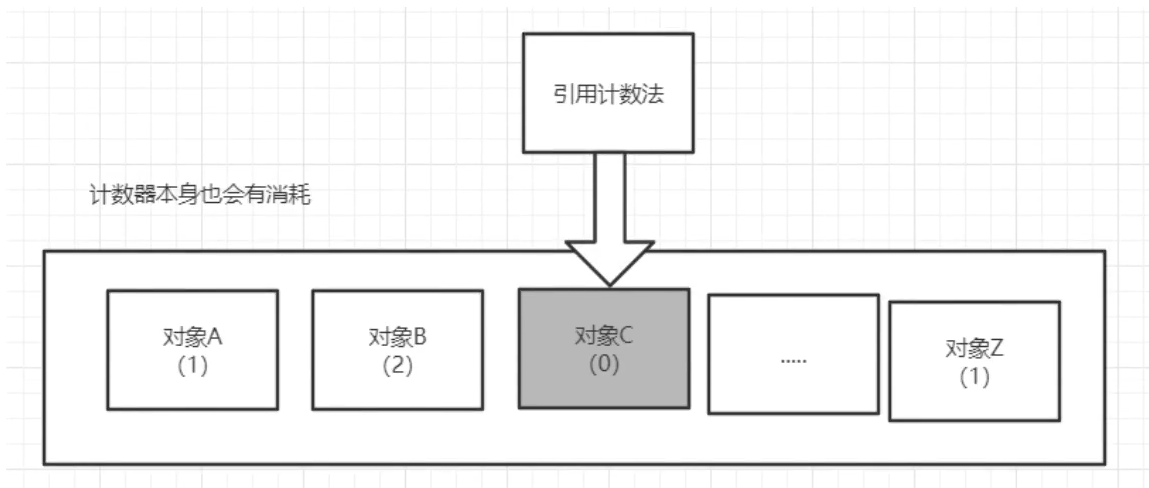 引用计数法
计数器本身也会有消耗
对象A
(1)
对象B
(2)
对象C
(0)
.....
对象Z
(1)